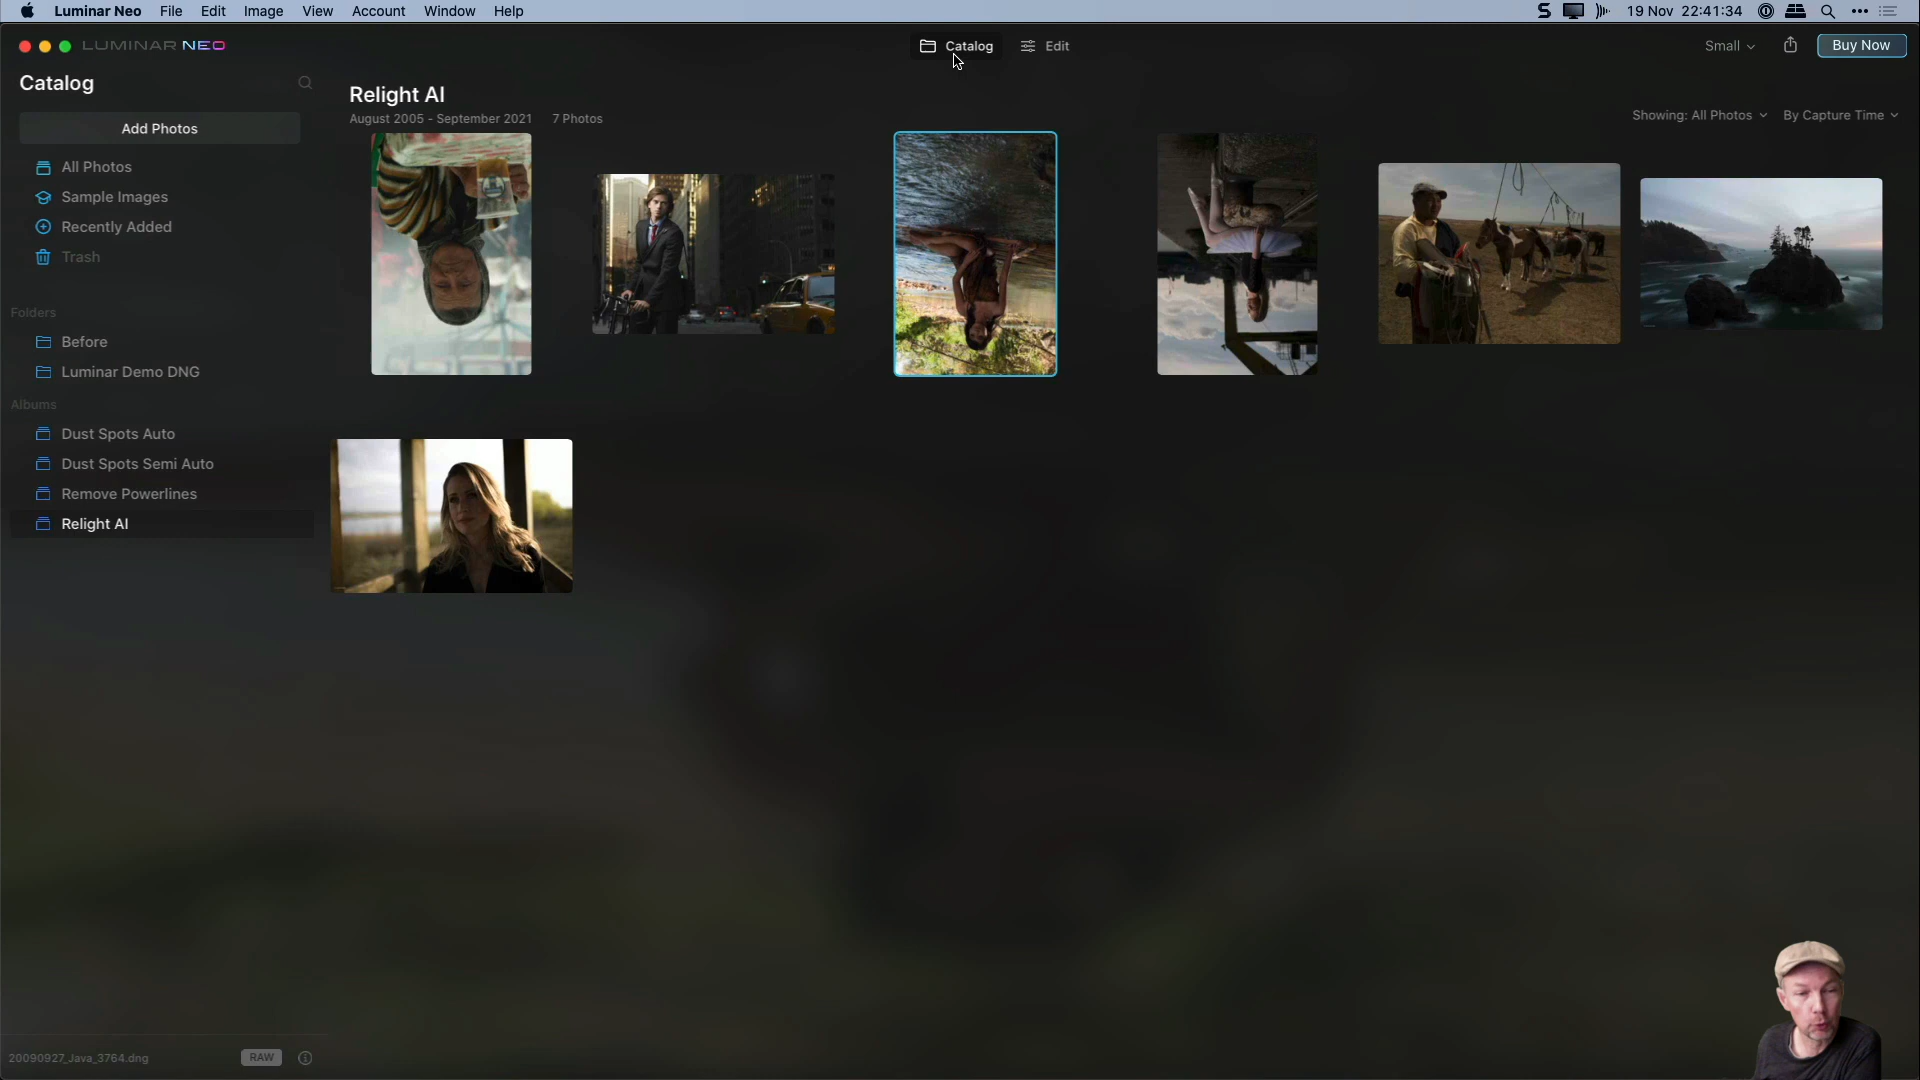 Luminar Neo File Edit Image View Account Window Help 19 Nov 22:41:34
LUMINAR NEO Catalog Edit Small Buy Now
Catalog
Relight AI
August 2005 - September 2021 7 Photos
Showing: All Photos By Capture Time
Add Photos
All Photos
Sample Images
Recently Added
Trash
Folders
Before
Luminar Demo DNG
Albums
Dust Spots Auto
Dust Spots Semi Auto
Remove Powerlines
Relight AI
20090927_Java_3764.dng RAW